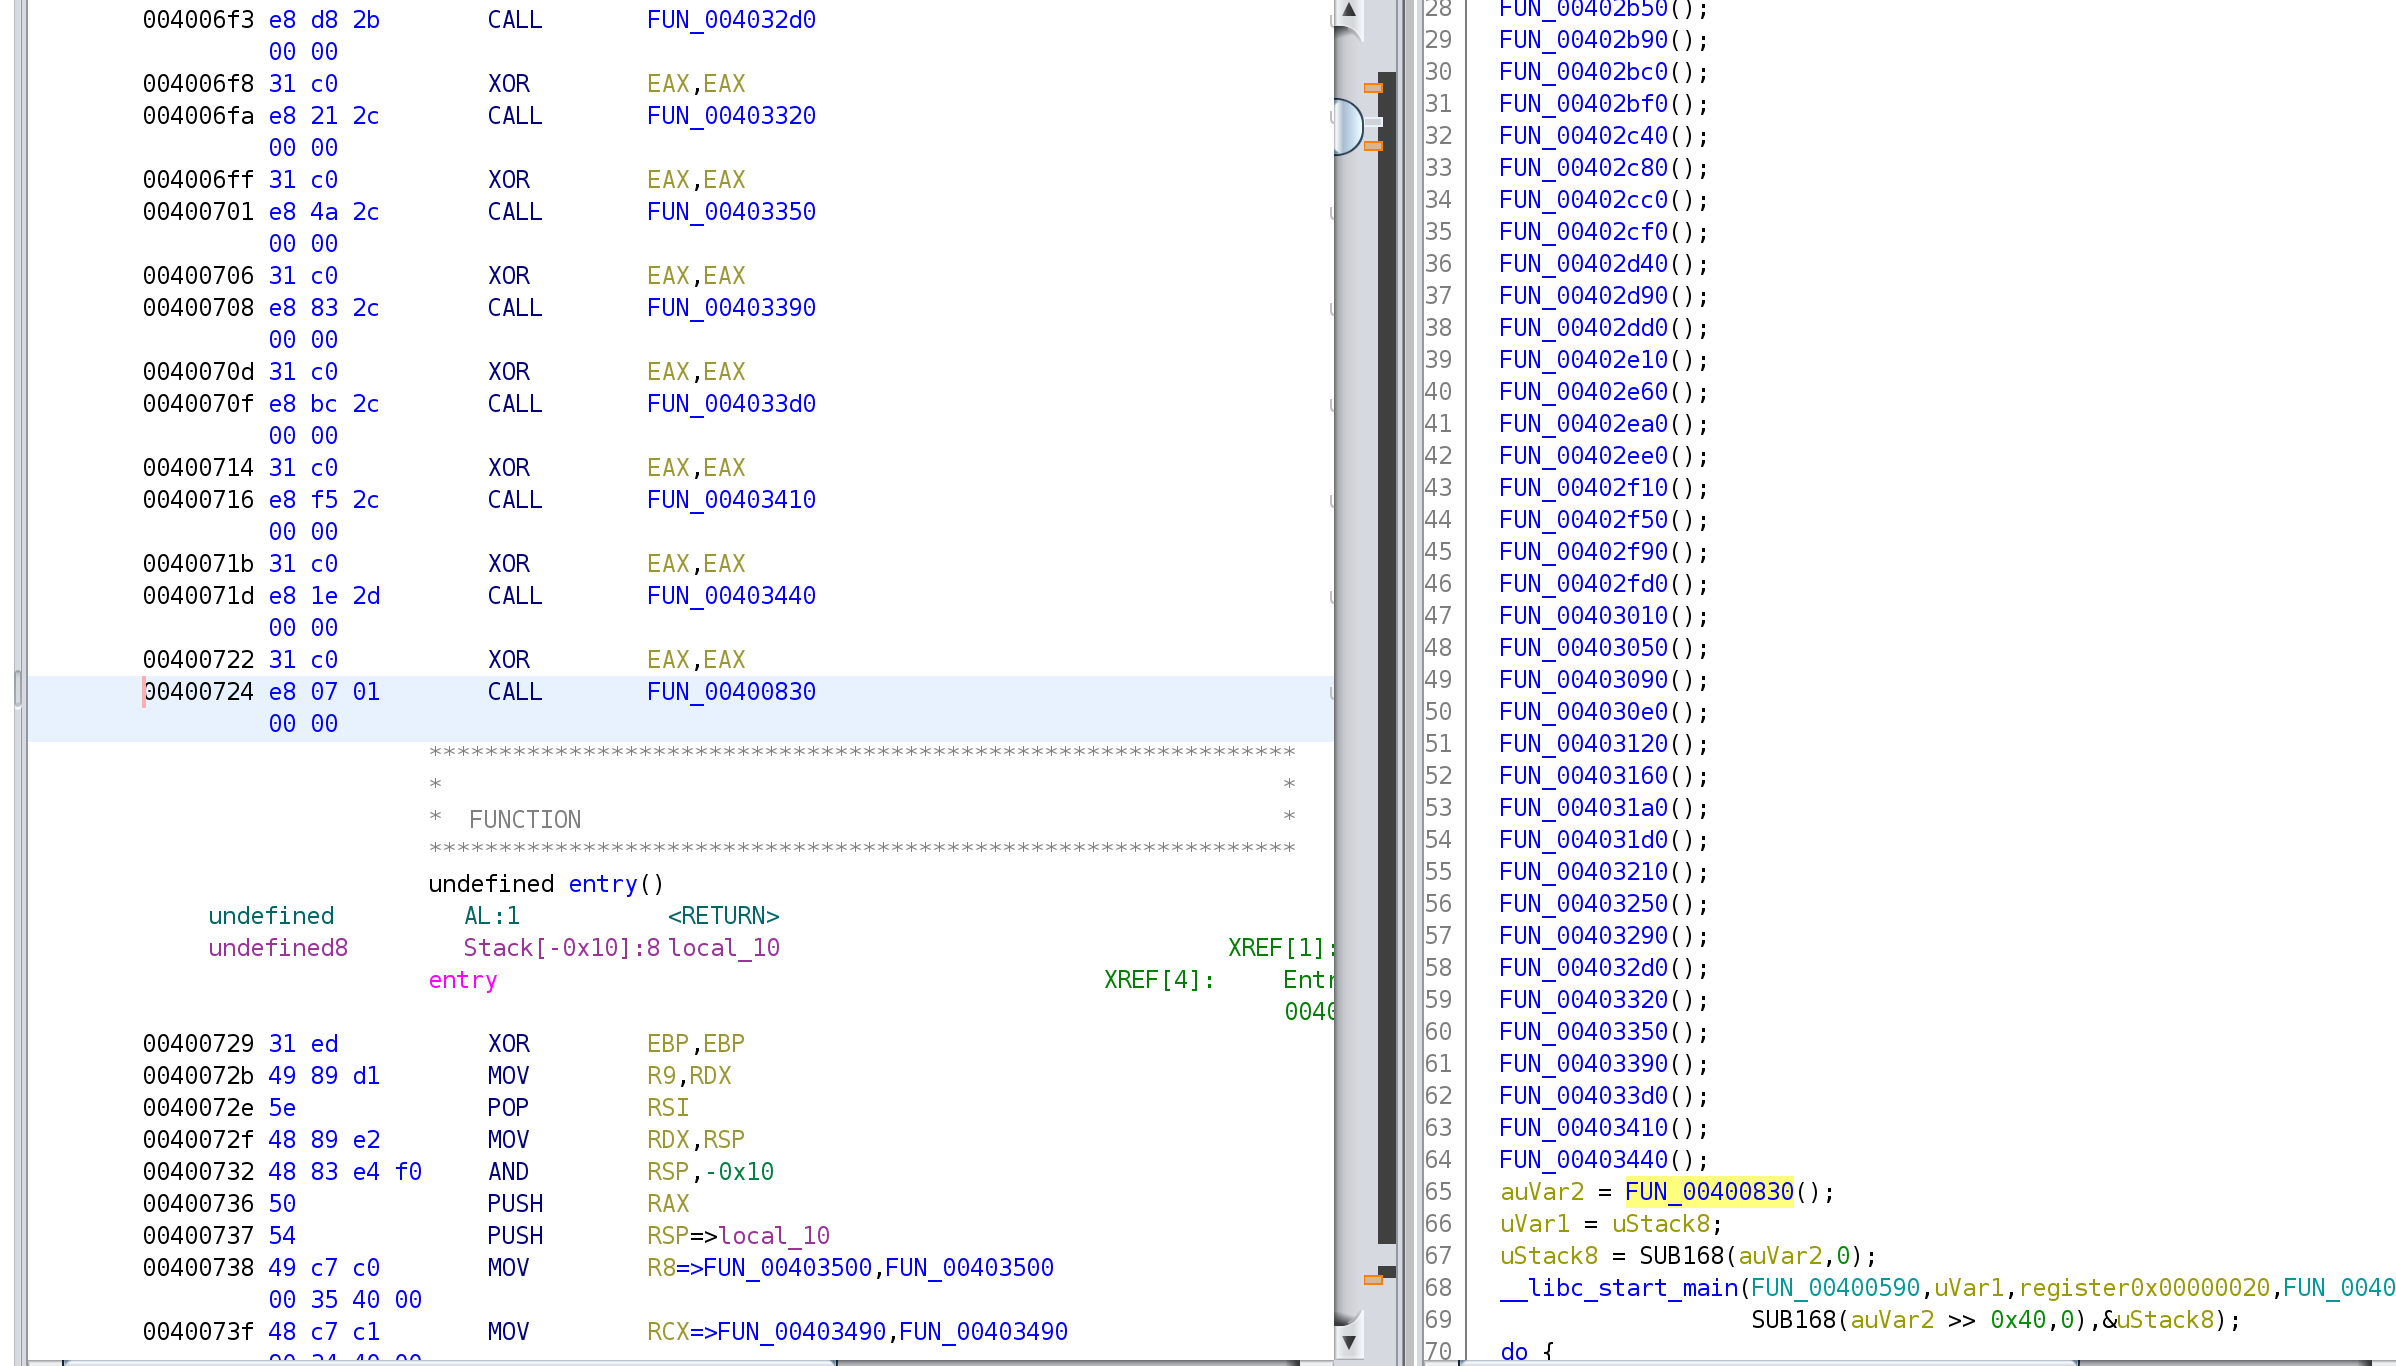 004006f3 e8 d8 2b CALL FUN_004032d0
00 00
004006f8 31 c0 XOR EAX,EAX
004006fa e8 21 2c CALL FUN_00403320
00 00
004006ff 31 c0 XOR EAX,EAX
00400701 e8 4a 2c CALL FUN_00403350
00 00
00400706 31 c0 XOR EAX,EAX
00400708 e8 83 2c CALL FUN_00403390
00 00
0040070d 31 c0 XOR EAX,EAX
0040070f e8 bc 2c CALL FUN_004033d0
00 00
00400714 31 c0 XOR EAX,EAX
00400716 e8 f5 2c CALL FUN_00403410
00 00
0040071b 31 c0 XOR EAX,EAX
0040071d e8 1e 2d CALL FUN_00403440
00 00
00400722 31 c0 XOR EAX,EAX
00400724 e8 07 01 CALL FUN_00400830
00 00
**************************************************************
* *
* FUNCTION *
**************************************************************
undefined entry()
undefined AL:1 <RETURN>
undefined8 Stack[-0x10]:8 local_10 XREF[1]:
entry XREF[4]: Entr
0040
00400729 31 ed XOR EBP,EBP
0040072b 49 89 d1 MOV R9,RDX
0040072e 5e POP RSI
0040072f 48 89 e2 MOV RDX,RSP
00400732 48 83 e4 f0 AND RSP,-0x10
00400736 50 PUSH RAX
00400737 54 PUSH RSP=>local_10
00400738 49 c7 c0 MOV R8=>FUN_00403500,FUN_00403500
00 35 40 00
0040073f 48 c7 c1 MOV RCX=>FUN_00403490,FUN_00403490
90 34 40 00
28 FUN_00402b50();
29 FUN_00402b90();
30 FUN_00402bc0();
31 FUN_00402bf0();
32 FUN_00402c40();
33 FUN_00402c80();
34 FUN_00402cc0();
35 FUN_00402cf0();
36 FUN_00402d40();
37 FUN_00402d90();
38 FUN_00402dd0();
39 FUN_00402e10();
40 FUN_00402e60();
41 FUN_00402ea0();
42 FUN_00402ee0();
43 FUN_00402f10();
44 FUN_00402f50();
45 FUN_00402f90();
46 FUN_00402fd0();
47 FUN_00403010();
48 FUN_00403050();
49 FUN_00403090();
50 FUN_004030e0();
51 FUN_00403120();
52 FUN_00403160();
53 FUN_004031a0();
54 FUN_004031d0();
55 FUN_00403210();
56 FUN_00403250();
57 FUN_00403290();
58 FUN_004032d0();
59 FUN_00403320();
60 FUN_00403350();
61 FUN_00403390();
62 FUN_004033d0();
63 FUN_00403410();
64 FUN_00403440();
65 auVar2 = FUN_00400830();
66 uVar1 = uStack8;
67 uStack8 = SUB168(auVar2,0);
68 __libc_start_main(FUN_00400590,uVar1,register0x00000020,FUN_0040
69 SUB168(auVar2 >> 0x40,0),&uStack8);
70 do {